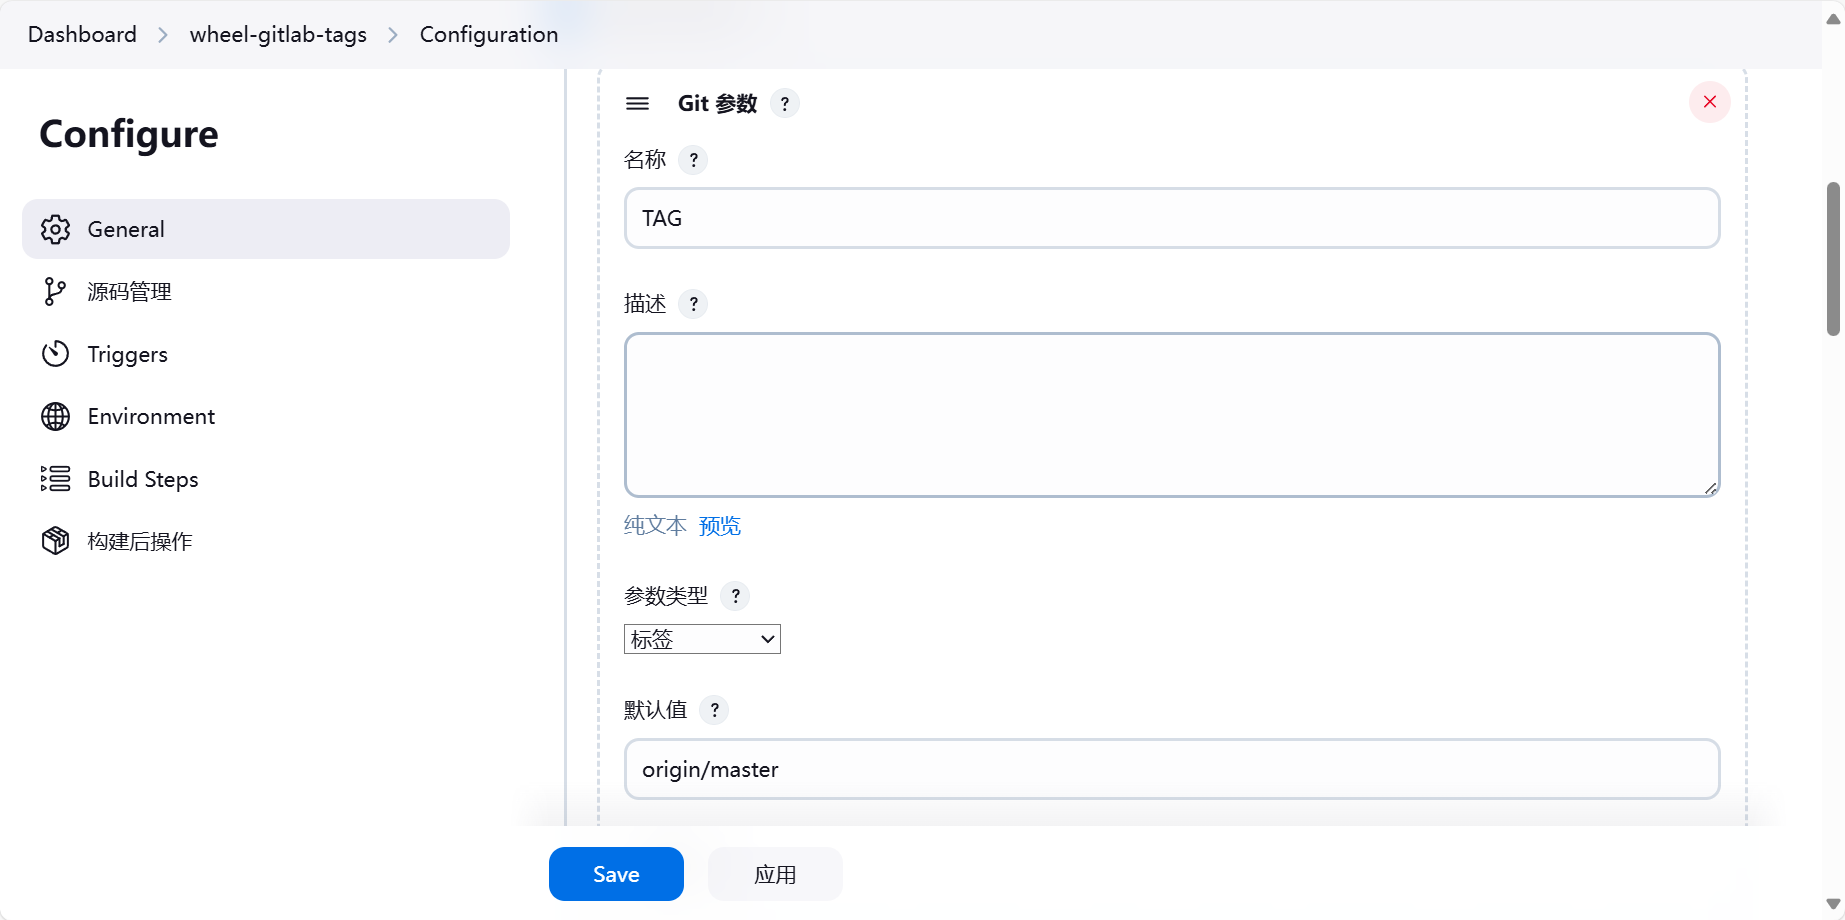 Dashboard > wheel-gitlab-tags > Configuration
Configure
General
源码管理
Triggers
Environment
Build Steps
构建后操作
Git 参数 ?
名称 ?
TAG
描述 ?
纯文本 预览
参数类型 ?
标签
默认值 ?
origin/master
Save 应用